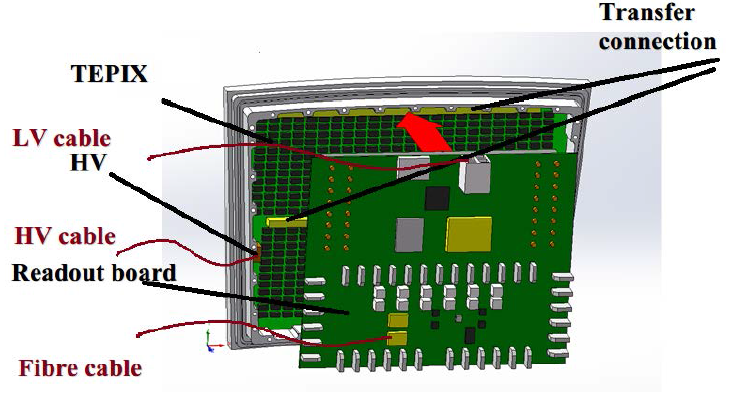 Transfer
connection
TEPIX
LV cable
HV
HV cable
Readout board
Fibre cable